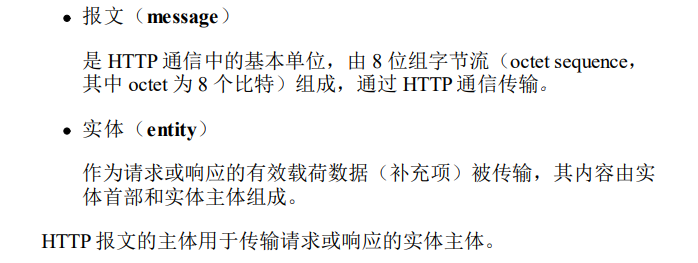 ● 报文（message）
是 HTTP 通信中的基本单位，由 8 位组字节流（octet sequence，
其中 octet 为 8 个比特）组成，通过 HTTP 通信传输。
● 实体（entity）
作为请求或响应的有效载荷数据（补充项）被传输，其内容由实
体首部和实体主体组成。
HTTP 报文的主体用于传输请求或响应的实体主体。